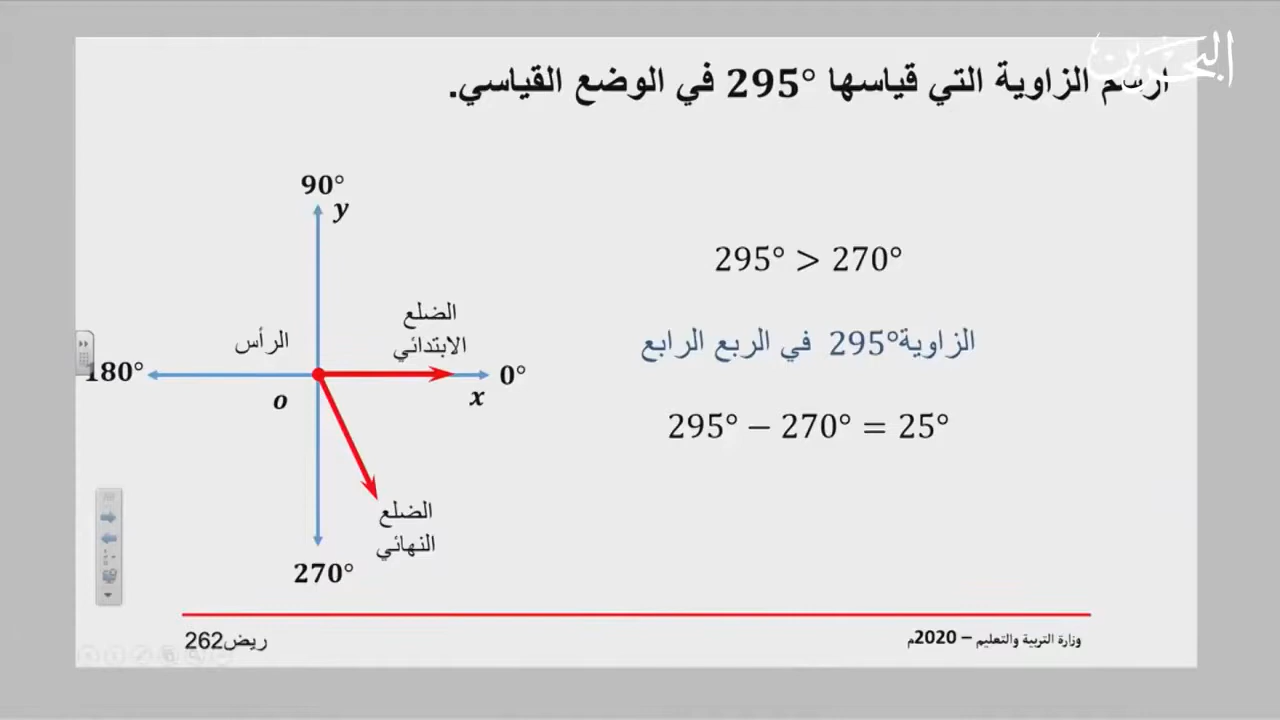 البحرين
ارسم الزاوية التي قياسها °295 في الوضع القياسي.
90°
y
295° > 270°
الضلع
الابتدائي
الرأس
الزاوية°295 في الربع الرابع
180°
0°
o
x
295° − 270° = 25°
الضلع
النهائي
270°
ريض262
وزارة التربية والتعليم – 2020م